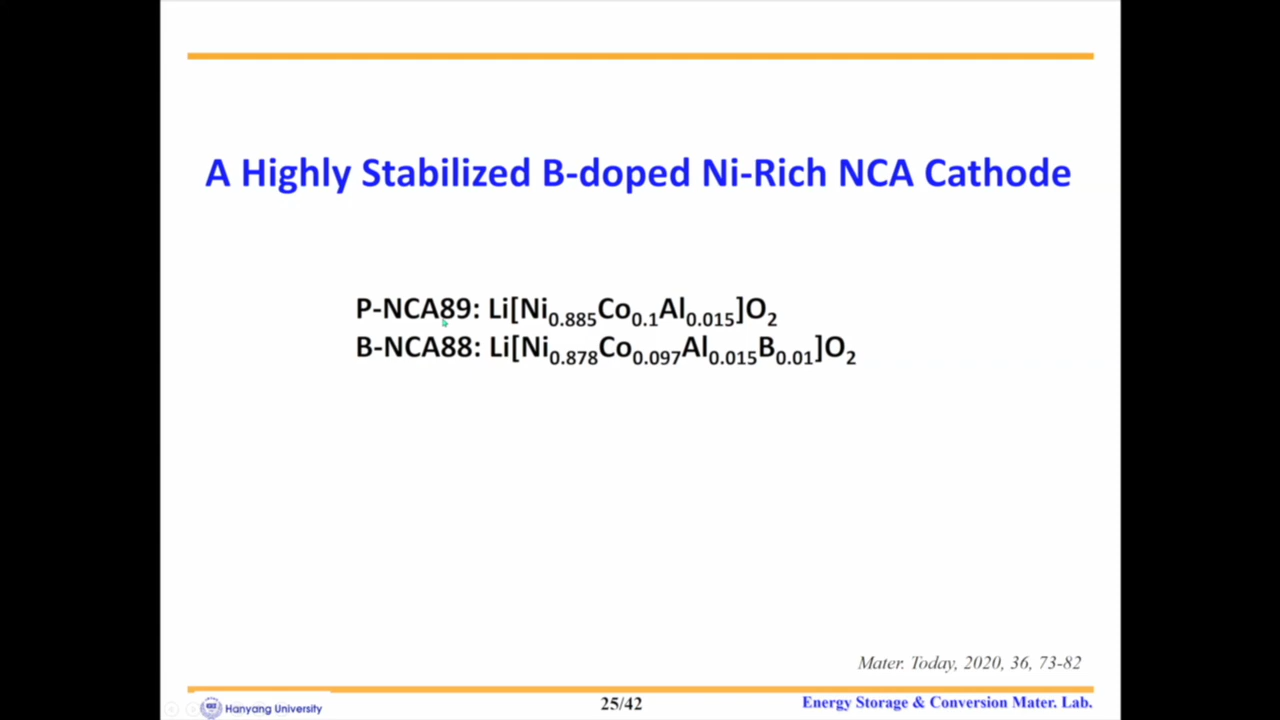 A Highly Stabilized B-doped Ni-Rich NCA Cathode
P-NCA89: Li[Ni₀.₈₈₅Co₀.₁Al₀.₀₁₅]O₂
B-NCA88: Li[Ni₀.₈₇₈Co₀.₀₉₇Al₀.₀₁₅B₀.₀₁]O₂
Mater. Today, 2020, 36, 73-82
Hanyang University
25/42
Energy Storage & Conversion Mater. Lab.